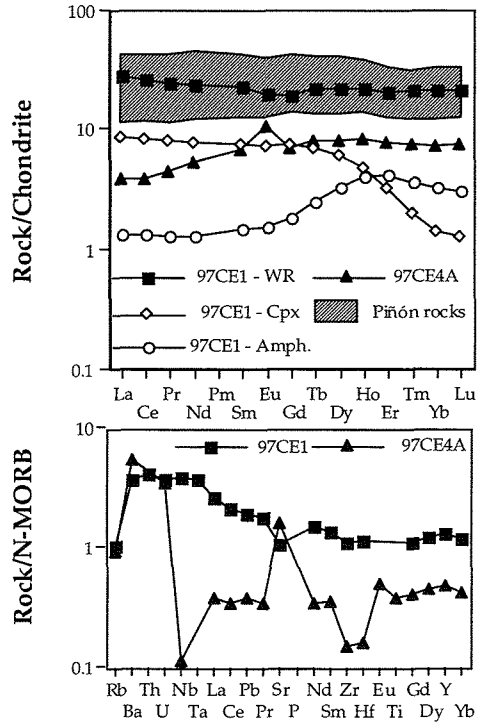 100
10
1
0.1
Rock/Chondrite
97CE1 - WR 97CE4A
97CE1 - Cpx Piñón rocks
97CE1 - Amph.
La Pr Pm Eu Tb Ho Tm Lu
Ce Nd Sm Gd Dy Er Yb
10
1
0.1
Rock/N-MORB
97CE1 97CE4A
Rb Th Nb La Pb Sr Nd Zr Eu Gd Y
Ba U Ta Ce Pr P Sm Hf Ti Dy Yb